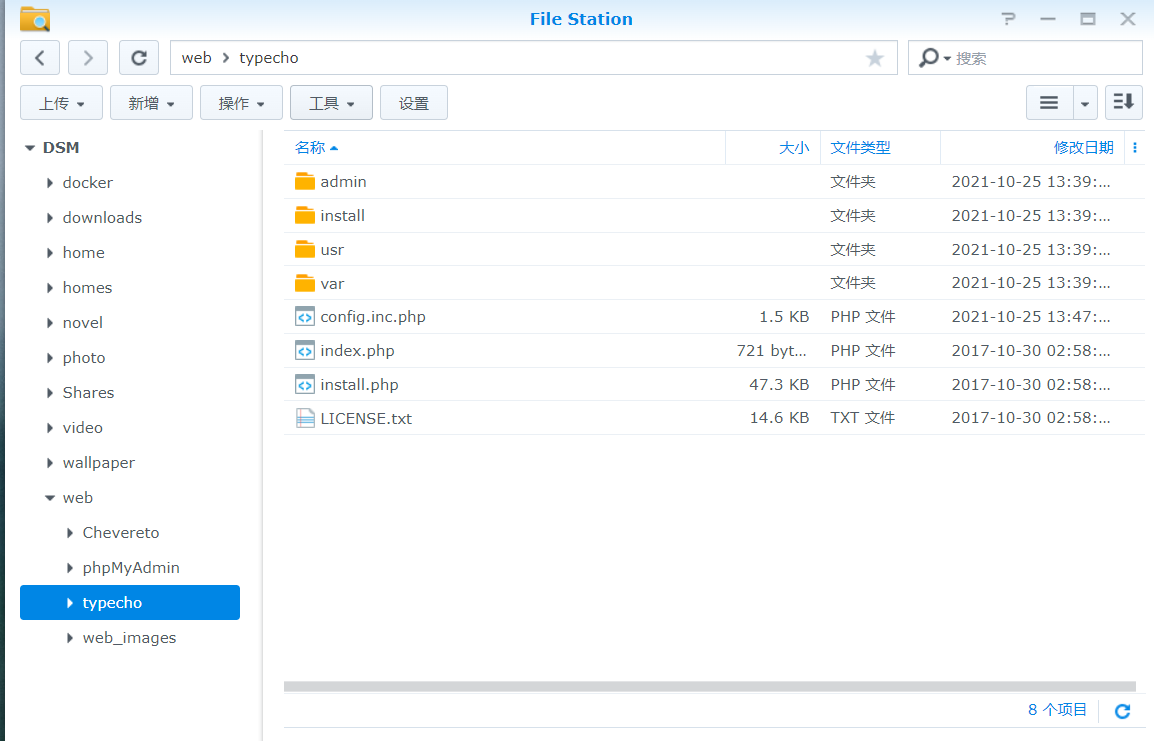 File Station
web > typecho
搜索
上传 新增 操作 工具 设置
DSM
docker
downloads
home
homes
novel
photo
Shares
video
wallpaper
web
Chevereto
phpMyAdmin
typecho
web_images
名称 大小 文件类型 修改日期
admin 文件夹 2021-10-25 13:39:...
install 文件夹 2021-10-25 13:39:...
usr 文件夹 2021-10-25 13:39:...
var 文件夹 2021-10-25 13:39:...
config.inc.php 1.5 KB PHP 文件 2021-10-25 13:47:...
index.php 721 byt... PHP 文件 2017-10-30 02:58:...
install.php 47.3 KB PHP 文件 2017-10-30 02:58:...
LICENSE.txt 14.6 KB TXT 文件 2017-10-30 02:58:...
8 个项目